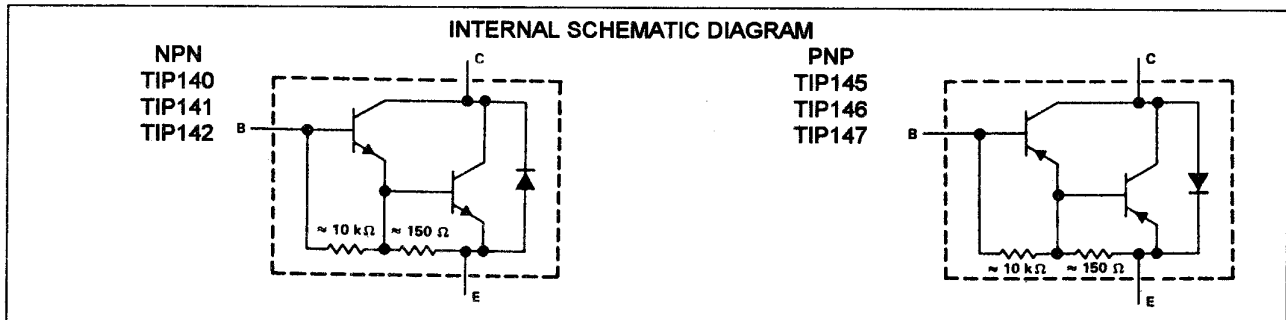 INTERNAL SCHEMATIC DIAGRAM
NPN
TIP140
TIP141
TIP142
B
C
≈ 10 kΩ
≈ 150 Ω
E
PNP
TIP145
TIP146
TIP147
B
C
≈ 10 kΩ
≈ 150 Ω
E